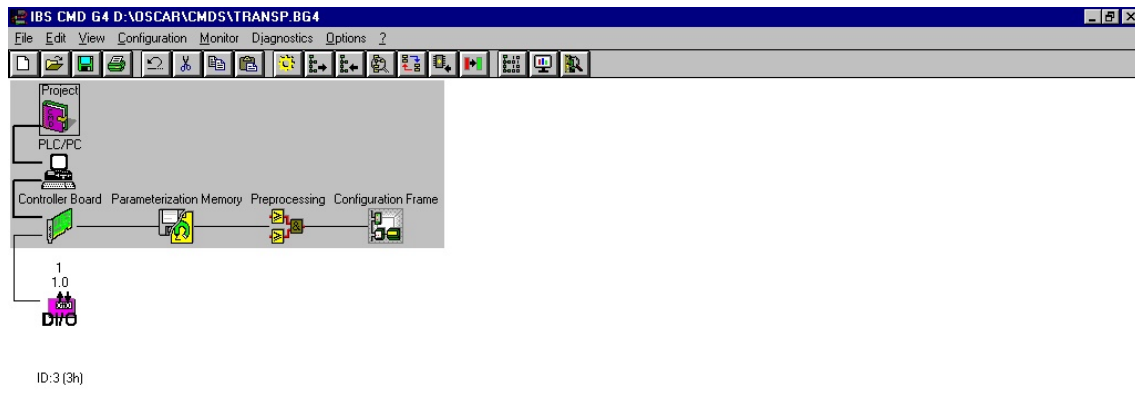 IBS CMD G4 D:\OSCAR\CMDS\TRANSP.BG4
File Edit View Configuration Monitor Diagnostics Options ?
Project
PLC/PC
Controller Board Parameterization Memory Preprocessing Configuration Frame
1
1.0
DI/O
ID:3 (3h)